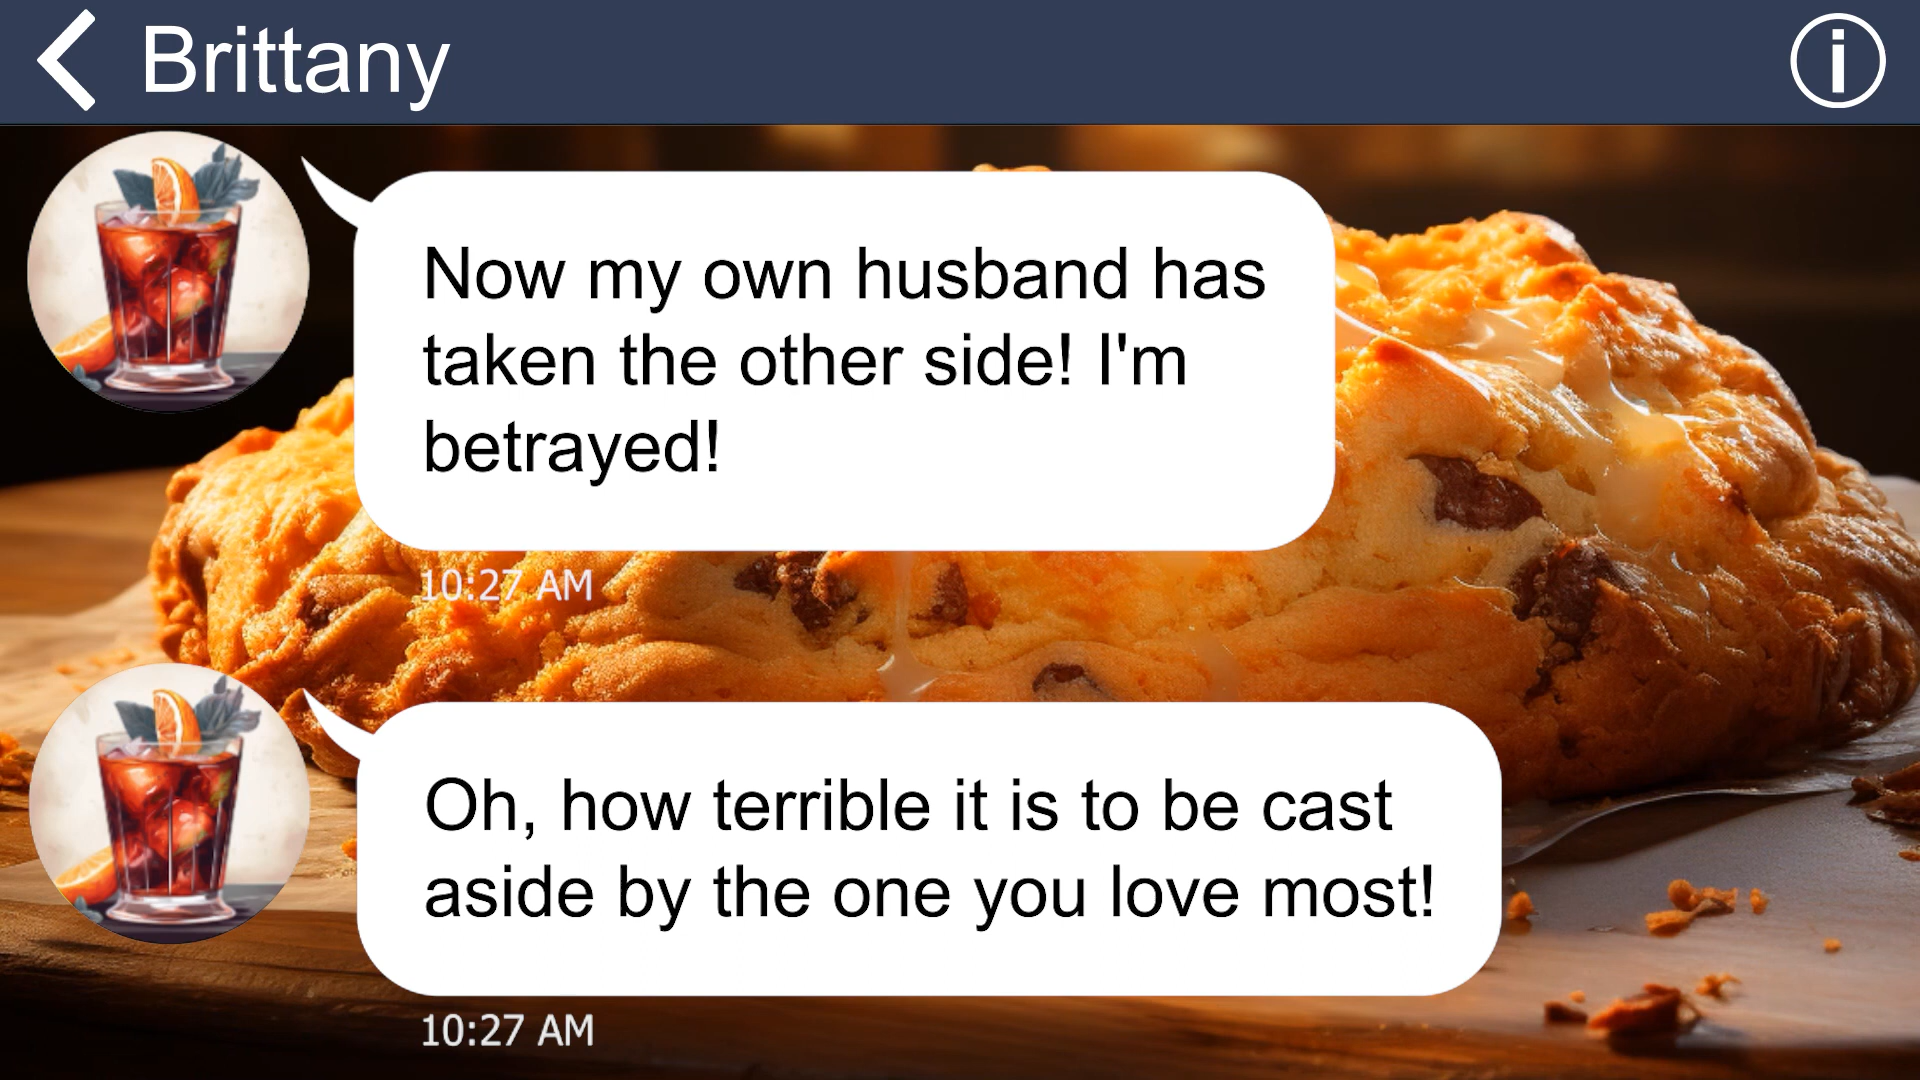 Brittany
Now my own husband has
taken the other side! I'm
betrayed!
10:27 AM
Oh, how terrible it is to be cast
aside by the one you love most!
10:27 AM